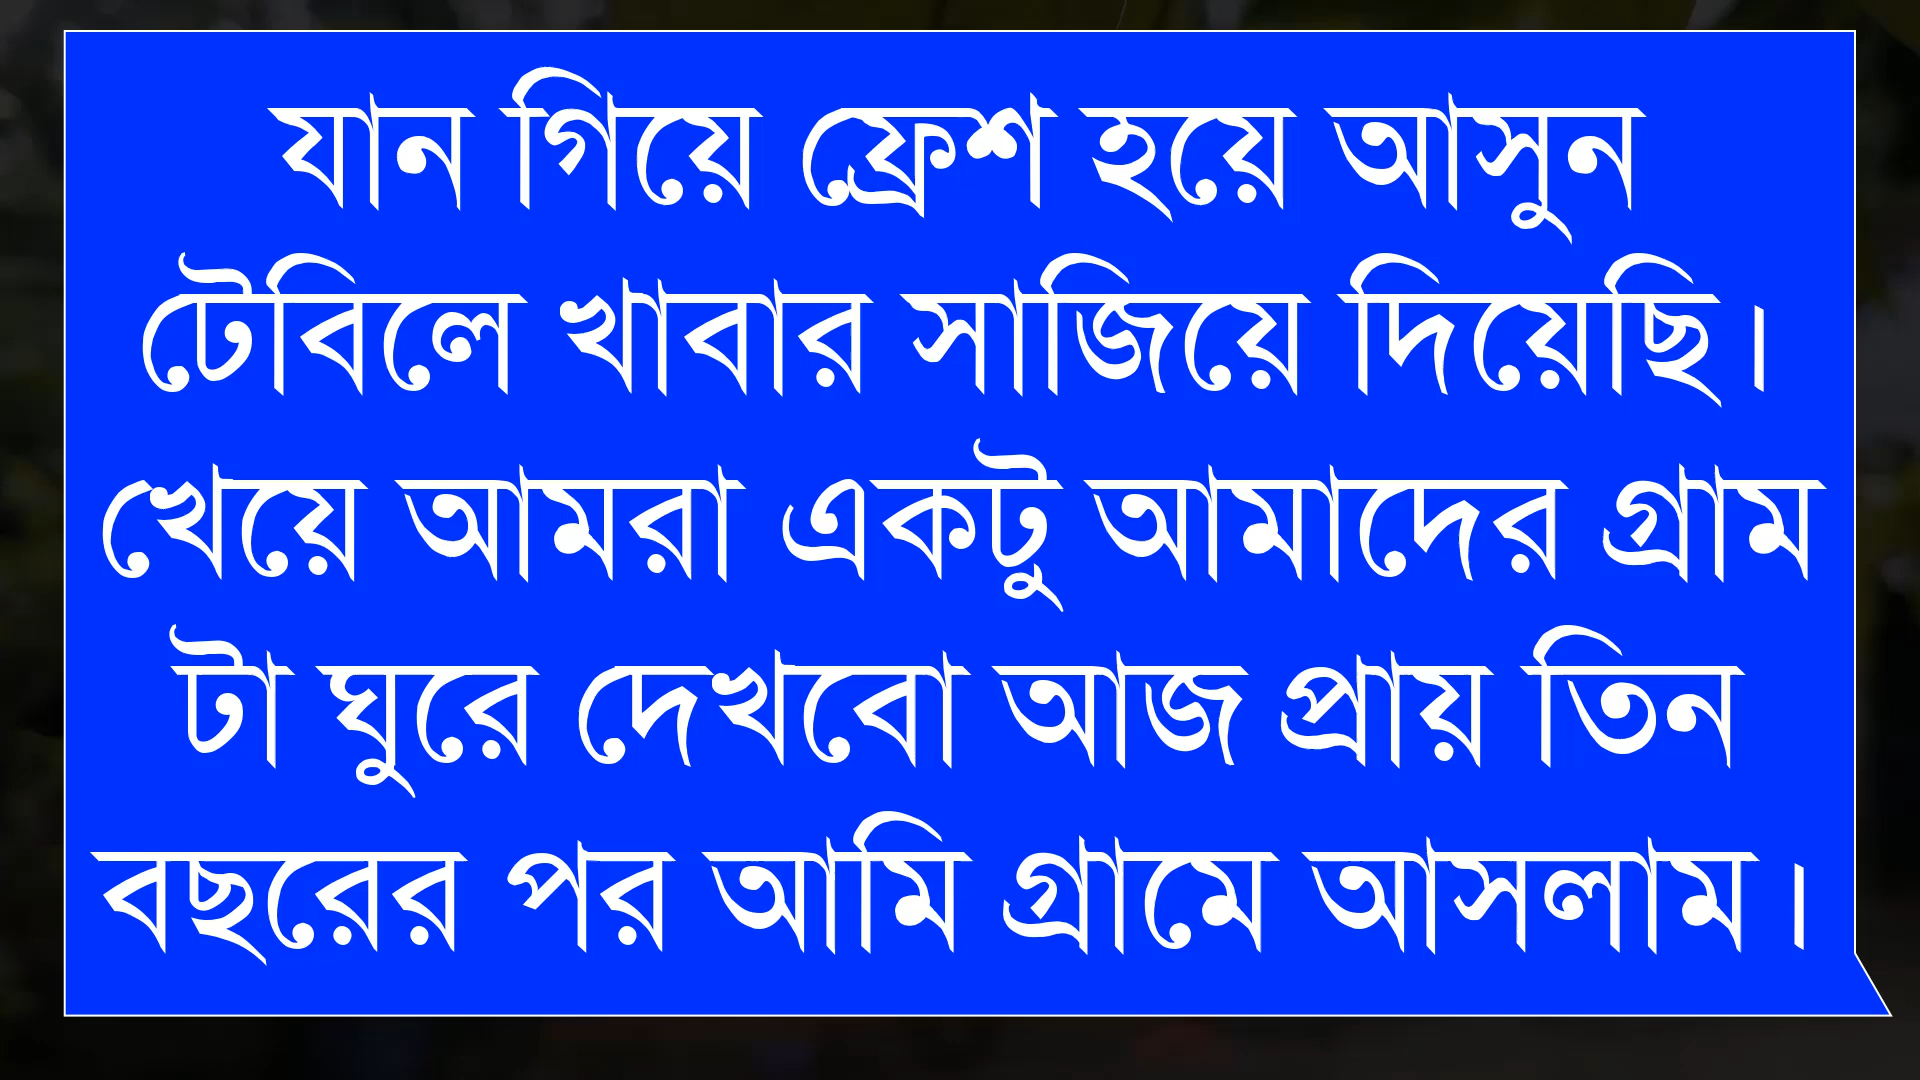 যান গিয়ে ফ্রেশ হয়ে আসুন
টেবিলে খাবার সাজিয়ে দিয়েছি।
খেয়ে আমরা একটু আমাদের গ্রাম
টা ঘুরে দেখবো আজ প্রায় তিন
বছরের পর আমি গ্রামে আসলাম।